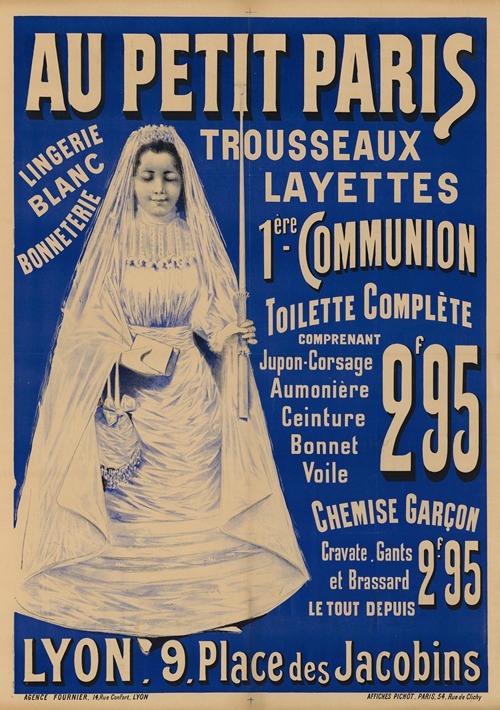 AU PETIT PARIS
LINGERIE
BLANC
BONNETERIE
TROUSSEAUX
LAYETTES
1ère COMMUNION
TOILETTE COMPLÈTE
COMPRENANT
Jupon-Corsage
Aumonière
Ceinture
Bonnet
Voile
2f95
CHEMISE GARÇON
Cravate, Gants
et Brassard
LE TOUT DEPUIS
2f95
LYON, 9, Place des Jacobins
AGENCE FOURNIER, 14, Rue Confort, LYON
AFFICHES PICHOT, PARIS, 54, Rue de Clichy